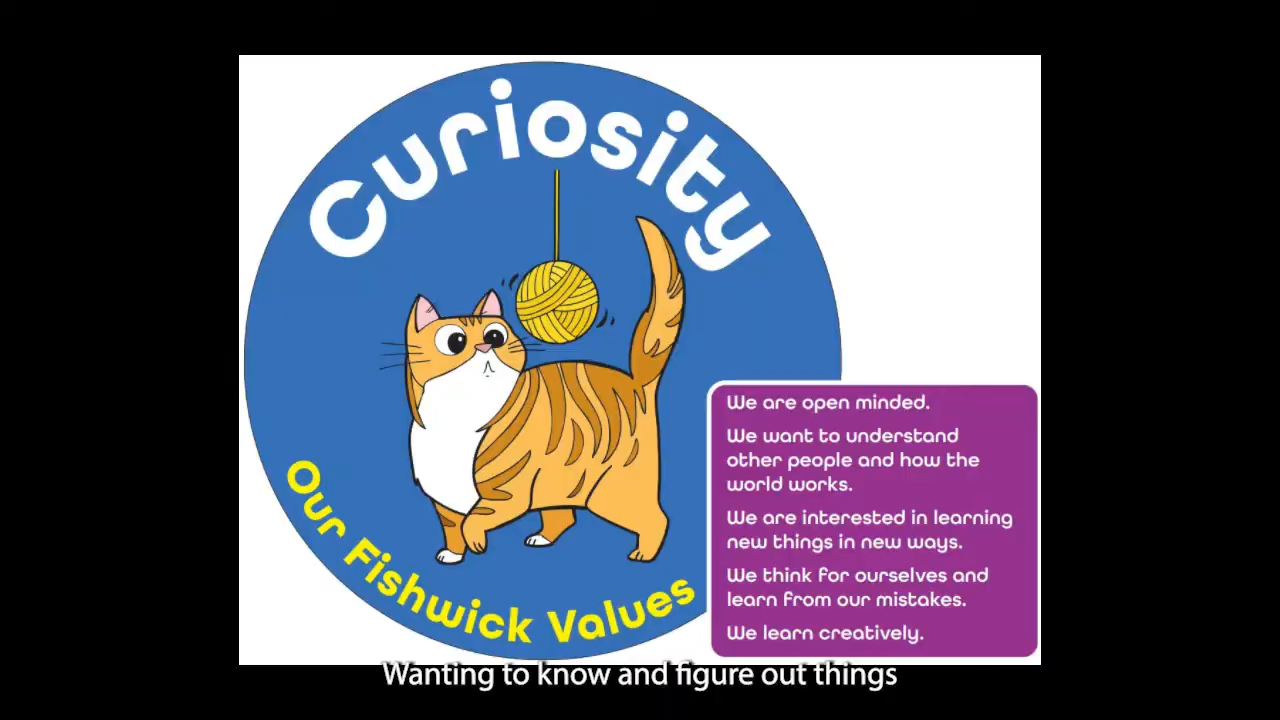 Curiosity
Our Fishwick Values
We are open minded.
We want to understand
other people and how the
world works.
We are interested in learning
new things in new ways.
We think for ourselves and
learn from our mistakes.
We learn creatively.
Wanting to know and figure out things